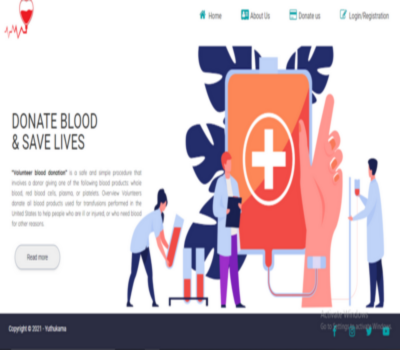 Home
About Us
Donate us
Login/Registration
DONATE BLOOD
& SAVE LIVES
"Volunteer blood donation" is a safe and simple procedure that
involves a donor giving one of the following blood products: whole
blood, red blood cells, plasma, or platelets. Overview. Volunteers
donate all blood products used for transfusions performed in the
United States to help people who are ill or injured, or who need blood
for other reasons.
Read more
Activate Windows
Go to Settings to activate Windows.
Copyright © 2021 - Yuthukama